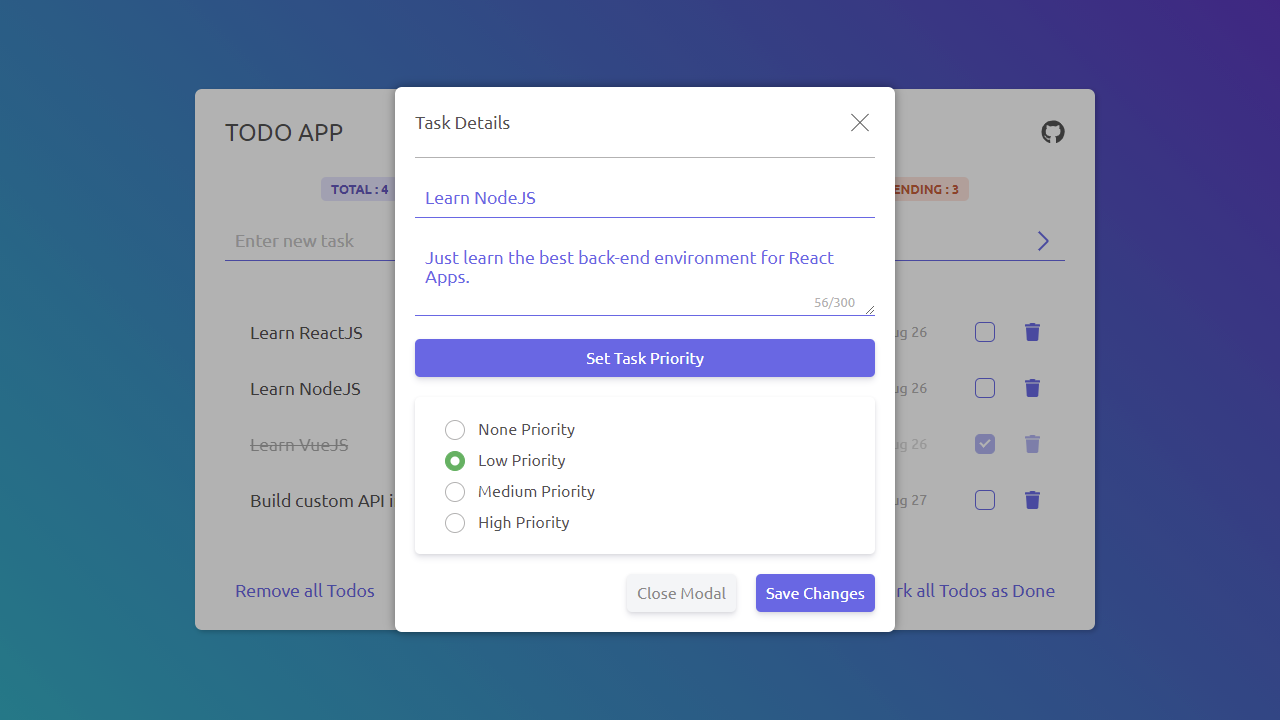 TODO APP
Task Details
TOTAL : 4
ENDING : 3
Learn NodeJS
Enter new task
Just learn the best back-end environment for React
Apps.
56/300
Learn ReactJS
ug 26
Set Task Priority
Learn NodeJS
ug 26
None Priority
Learn VueJS
ug 26
Low Priority
Medium Priority
Build custom API i
ug 27
High Priority
Remove all Todos
Close Modal
Save Changes
rk all Todos as Done